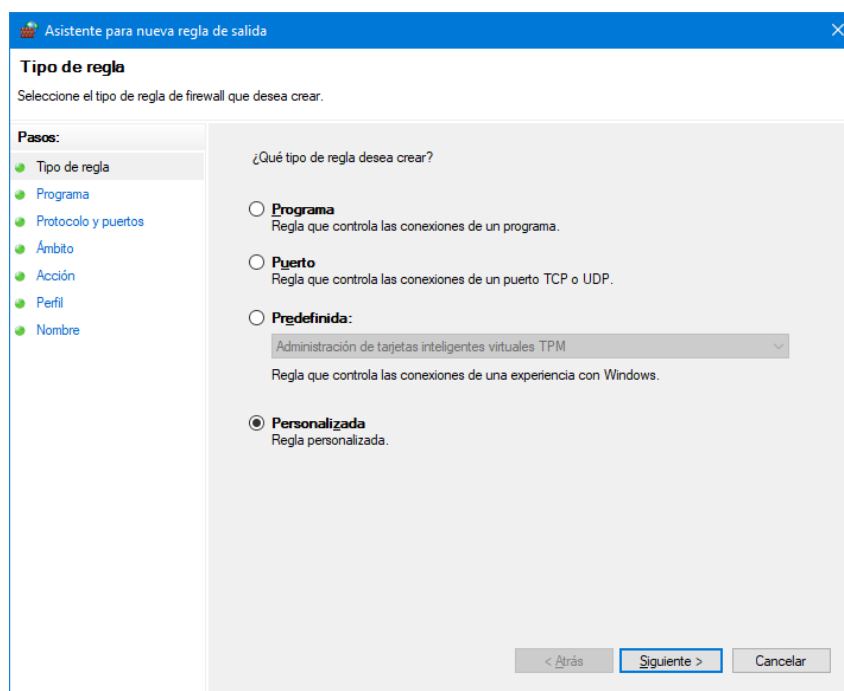 Asistente para nueva regla de salida
Tipo de regla
Seleccione el tipo de regla de firewall que desea crear.
Pasos:
Tipo de regla
Programa
Protocolo y puertos
Ámbito
Acción
Perfil
Nombre
¿Qué tipo de regla desea crear?
Programa
Regla que controla las conexiones de un programa.
Puerto
Regla que controla las conexiones de un puerto TCP o UDP.
Predefinida:
Administración de tarjetas inteligentes virtuales TPM
Regla que controla las conexiones de una experiencia con Windows.
Personalizada
Regla personalizada.
< Atrás
Siguiente >
Cancelar